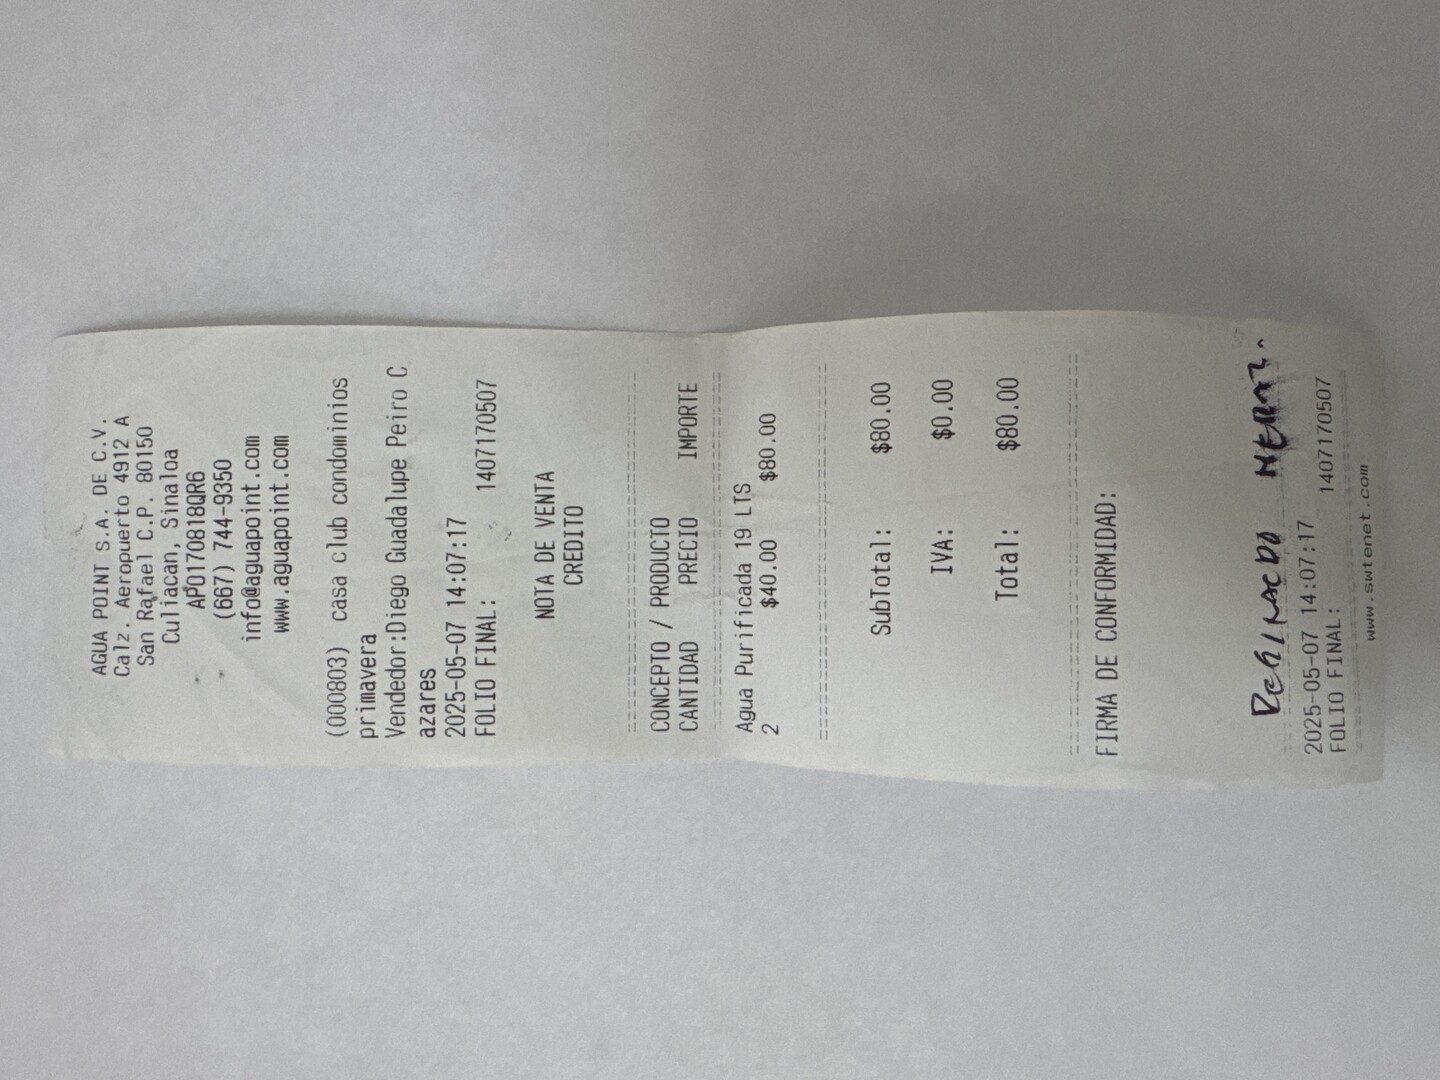 AGUA POINT S.A. DE C.V.
Calz. Aeropuerto 4912 A
San Rafael C.P. 80150
Culiacan, Sinaloa
APO170818QR6
(667) 744-9350
info@aguapoint.com
www.aguapoint.com
(000803) casa club condominios
primavera
Vendedor:Diego Guadalupe Peiro C
azares
2025-05-07 14:07:17
FOLIO FINAL: 1407170507
NOTA DE VENTA
CREDITO
CONCEPTO / PRODUCTO
CANTIDAD PRECIO IMPORTE
Agua Purificada 19 LTS
2 $40.00 $80.00
SubTotal: $80.00
IVA: $0.00
Total: $80.00
FIRMA DE CONFORMIDAD:
2025-05-07 14:07:17
FOLIO FINAL: 1407170507
www.swtenet.com